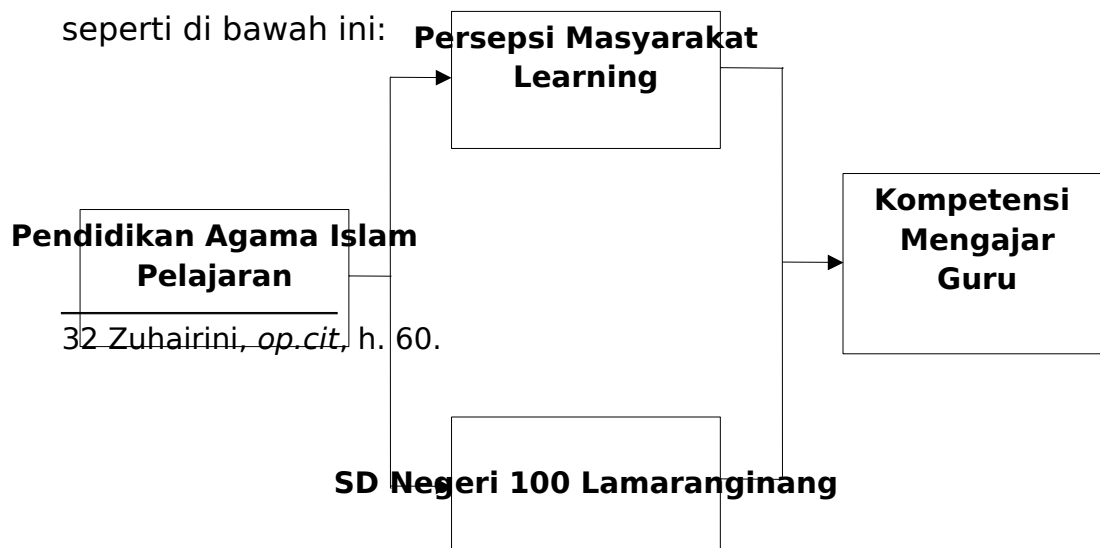 seperti di bawah ini:
Persepsi Masyarakat
Learning
Pendidikan Agama Islam
Pelajaran
Kompetensi
Mengajar
Guru
SD Negeri 100 Lamaranginang
32 Zuhairini, op.cit, h. 60.